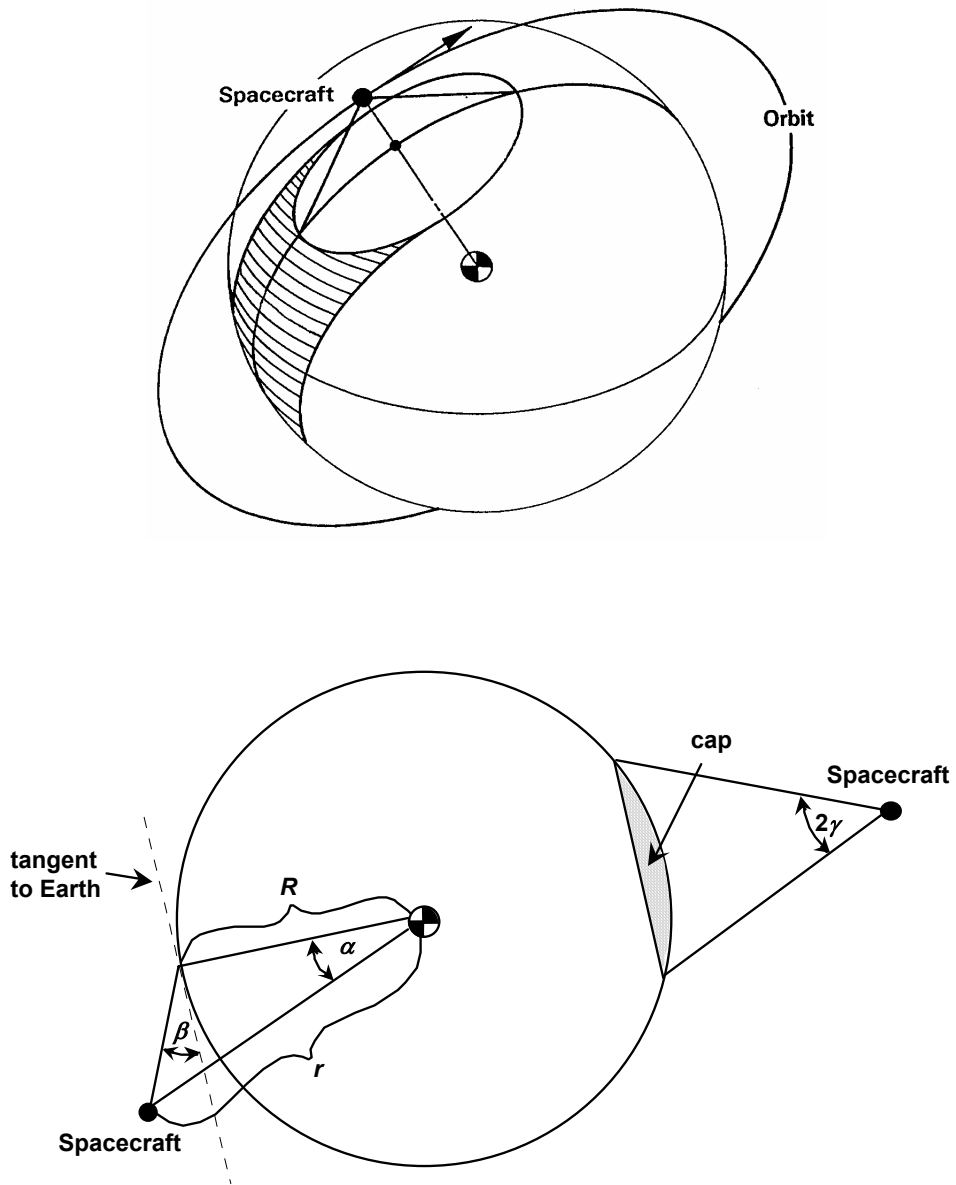 Spacecraft
Orbit
cap
Spacecraft
2γ
tangent
to Earth
R
α
β
r
Spacecraft